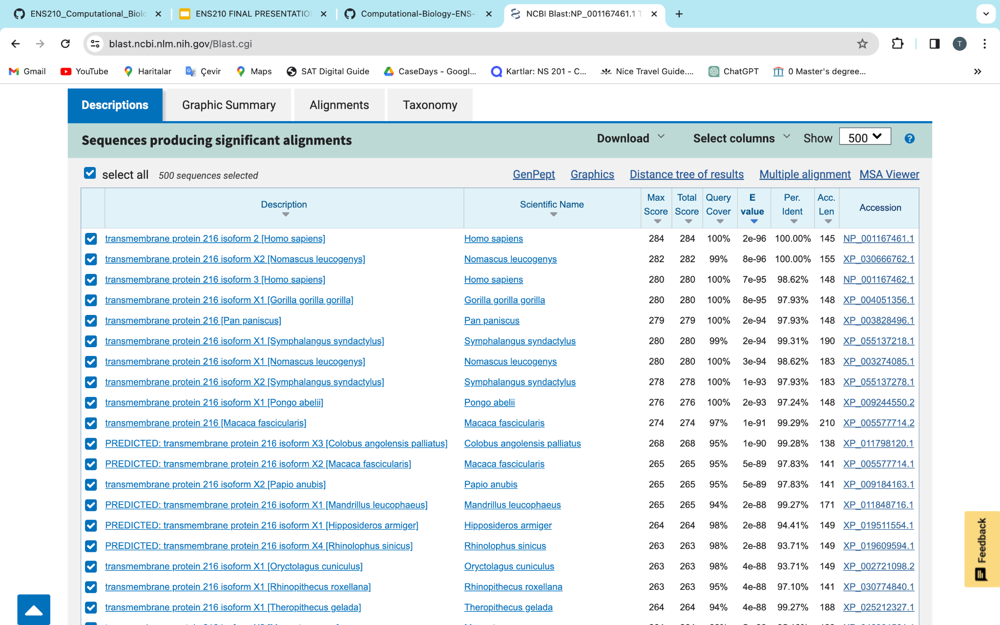 ENS210_Computational_Biolo
ENS210 FINAL PRESENTATIO
Computational-Biology-ENS-
NCBI Blast:NP_001167461.1 T
blast.ncbi.nlm.nih.gov/Blast.cgi
T
Gmail YouTube Haritalar Çevir Maps SAT Digital Guide CaseDays - Googl... Kartlar: NS 201 - C... Nice Travel Guide.... ChatGPT 0 Master's degree...
Descriptions Graphic Summary Alignments Taxonomy
Sequences producing significant alignments Download Select columns Show 500 ?
select all 500 sequences selected GenPept Graphics Distance tree of results Multiple alignment MSA Viewer
Description Scientific Name Max Score Total Score Query Cover E value Per. Ident Acc. Len Accession
transmembrane protein 216 isoform 2 [Homo sapiens] Homo sapiens 284 284 100% 2e-96 100.00% 145 NP_001167461.1
transmembrane protein 216 isoform X2 [Nomascus leucogenys] Nomascus leucogenys 282 282 99% 8e-96 100.00% 155 XP_030666762.1
transmembrane protein 216 isoform 3 [Homo sapiens] Homo sapiens 280 280 100% 7e-95 98.62% 148 NP_001167462.1
transmembrane protein 216 isoform X1 [Gorilla gorilla gorilla] Gorilla gorilla gorilla 280 280 100% 8e-95 97.93% 148 XP_004051356.1
transmembrane protein 216 [Pan paniscus] Pan paniscus 279 279 100% 2e-94 97.93% 148 XP_003828496.1
transmembrane protein 216 isoform X1 [Symphalangus syndactylus] Symphalangus syndactylus 280 280 99% 2e-94 99.31% 190 XP_055137218.1
transmembrane protein 216 isoform X1 [Nomascus leucogenys] Nomascus leucogenys 280 280 100% 3e-94 98.62% 183 XP_003274085.1
transmembrane protein 216 isoform X2 [Symphalangus syndactylus] Symphalangus syndactylus 278 278 100% 1e-93 97.93% 183 XP_055137278.1
transmembrane protein 216 isoform X1 [Pongo abelii] Pongo abelii 276 276 100% 2e-93 97.24% 148 XP_009244550.2
transmembrane protein 216 [Macaca fascicularis] Macaca fascicularis 274 274 97% 1e-91 99.29% 210 XP_005577714.2
PREDICTED: transmembrane protein 216 isoform X3 [Colobus angolensis palliatus] Colobus angolensis palliatus 268 268 95% 1e-90 99.28% 138 XP_011798120.1
PREDICTED: transmembrane protein 216 isoform X2 [Macaca fascicularis] Macaca fascicularis 265 265 95% 5e-89 97.83% 141 XP_005577714.1
transmembrane protein 216 isoform X2 [Papio anubis] Papio anubis 265 265 95% 5e-89 97.83% 141 XP_009184163.1
PREDICTED: transmembrane protein 216 isoform X1 [Mandrillus leucophaeus] Mandrillus leucophaeus 265 265 94% 2e-88 99.27% 171 XP_011848716.1
PREDICTED: transmembrane protein 216 isoform X1 [Hipposideros armiger] Hipposideros armiger 264 264 98% 2e-88 94.41% 149 XP_019511554.1
PREDICTED: transmembrane protein 216 isoform X4 [Rhinolophus sinicus] Rhinolophus sinicus 263 263 98% 2e-88 93.71% 149 XP_019609594.1
transmembrane protein 216 isoform X1 [Oryctolagus cuniculus] Oryctolagus cuniculus 263 263 98% 4e-88 93.71% 149 XP_002721098.2
transmembrane protein 216 isoform X1 [Rhinopithecus roxellana] Rhinopithecus roxellana 263 263 95% 4e-88 97.10% 141 XP_030774840.1
transmembrane protein 216 isoform X1 [Theropithecus gelada] Theropithecus gelada 264 264 94% 4e-88 99.27% 188 XP_025212327.1
Feedback